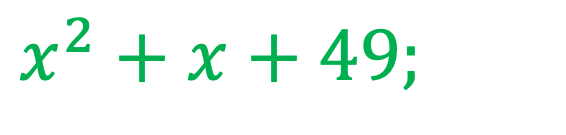 x² + x + 49;